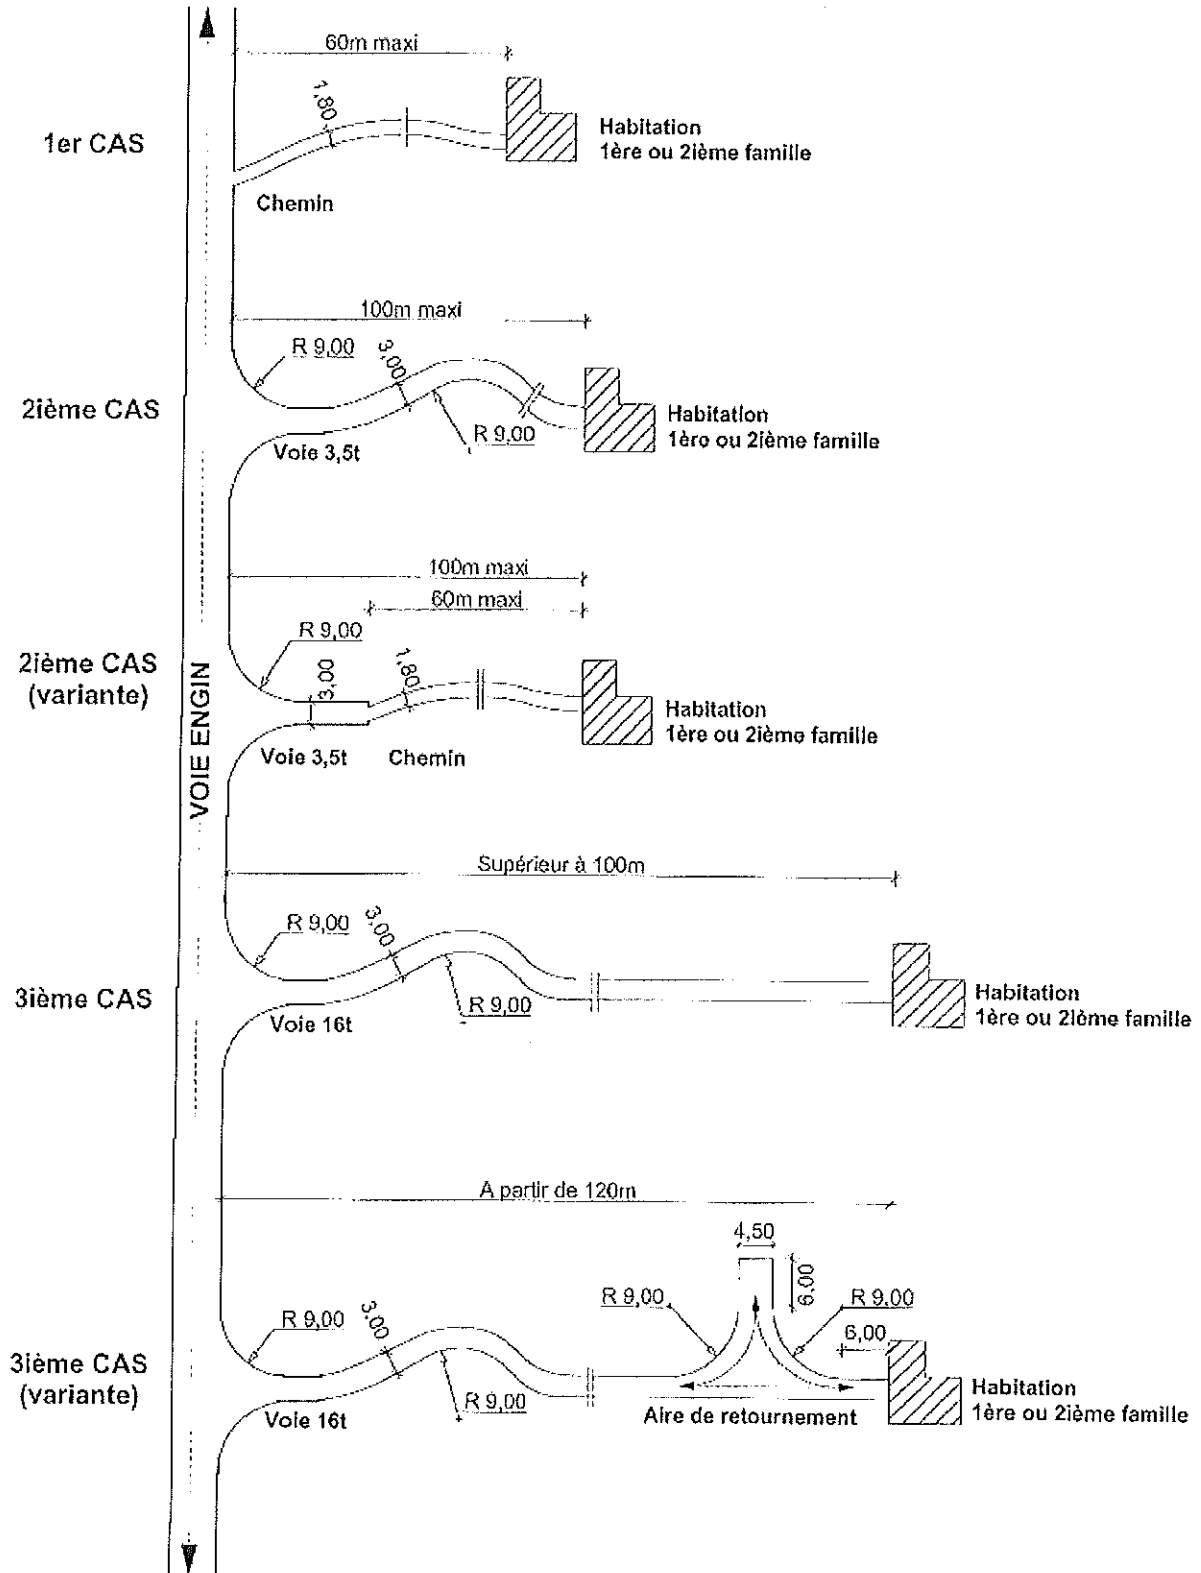 60m maxi
1,80
1er CAS
Habitation
1ère ou 2ième famille
Chemin
100m maxi
R 9,00
3,00
2ième CAS
R 9,00
Habitation
1ère ou 2ième famille
Voie 3,5t
100m maxi
60m maxi
R 9,00
2ième CAS
(variante)
3,00
1,80
Habitation
1ère ou 2ième famille
Voie 3,5t
Chemin
VOIE ENGIN
Supérieur à 100m
R 9,00
3,00
3ième CAS
R 9,00
Habitation
1ère ou 2ième famille
Voie 16t
A partir de 120m
4,50
6,00
R 9,00
3,00
R 9,00
R 9,00
6,00
3ième CAS
(variante)
R 9,00
Habitation
1ère ou 2ième famille
Voie 16t
Aire de retournement